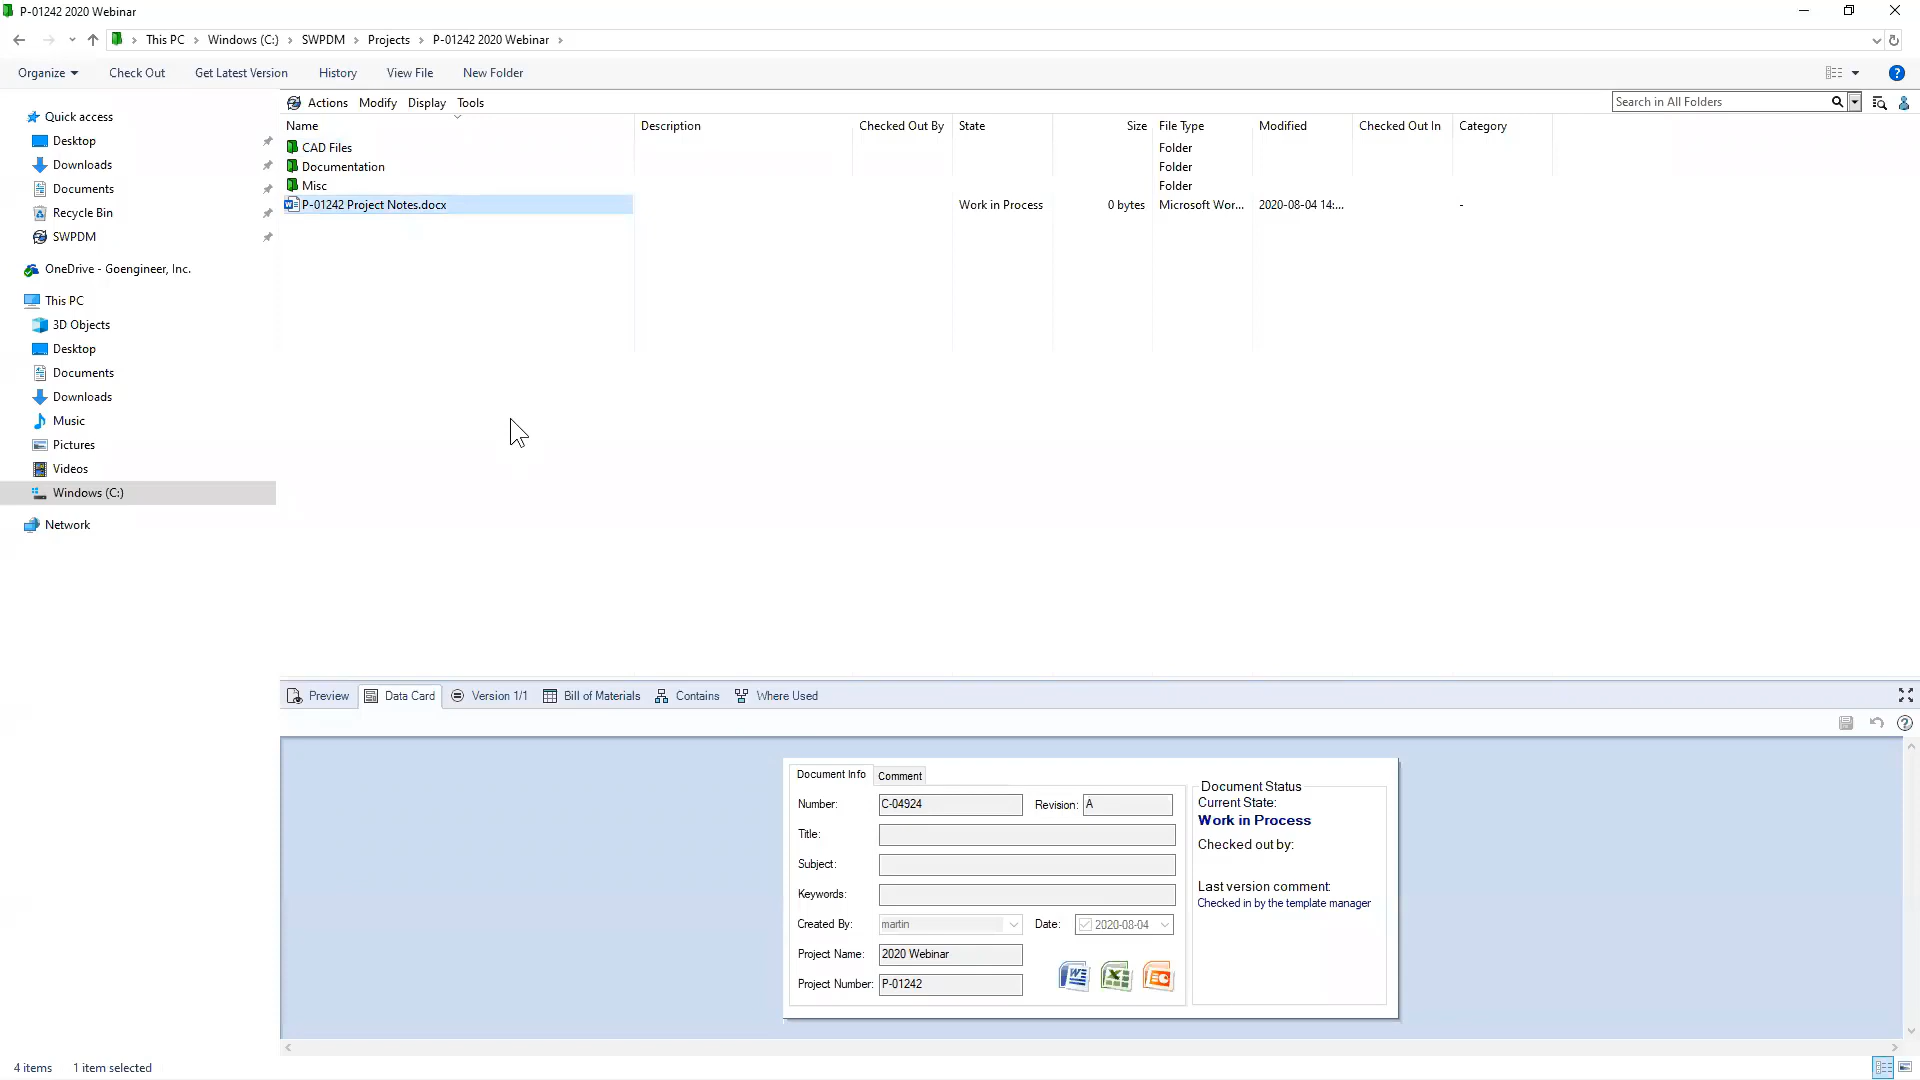 P-01242 2020 Webinar
This PC > Windows (C:) > SWPDM > Projects > P-01242 2020 Webinar >
Organize Check Out Get Latest Version History View File New Folder
Actions Modify Display Tools
Search in All Folders
Name Description Checked Out By State Size File Type Modified Checked Out In Category
CAD Files Folder
Documentation Folder
Misc Folder
P-01242 Project Notes.docx Work in Process 0 bytes Microsoft Wor... 2020-08-04 14:... -
Quick access
Desktop
Downloads
Documents
Recycle Bin
SWPDM
OneDrive - Goengineer, Inc.
This PC
3D Objects
Desktop
Documents
Downloads
Music
Pictures
Videos
Windows (C:)
Network
Preview Data Card Version 1/1 Bill of Materials Contains Where Used
Document Info Comment
Number: C-04924 Revision: A
Title:
Subject:
Keywords:
Created By: martin Date: 2020-08-04
Project Name: 2020 Webinar
Project Number: P-01242
Document Status
Current State:
Work in Process
Checked out by:
Last version comment:
Checked in by the template manager
4 items 1 item selected